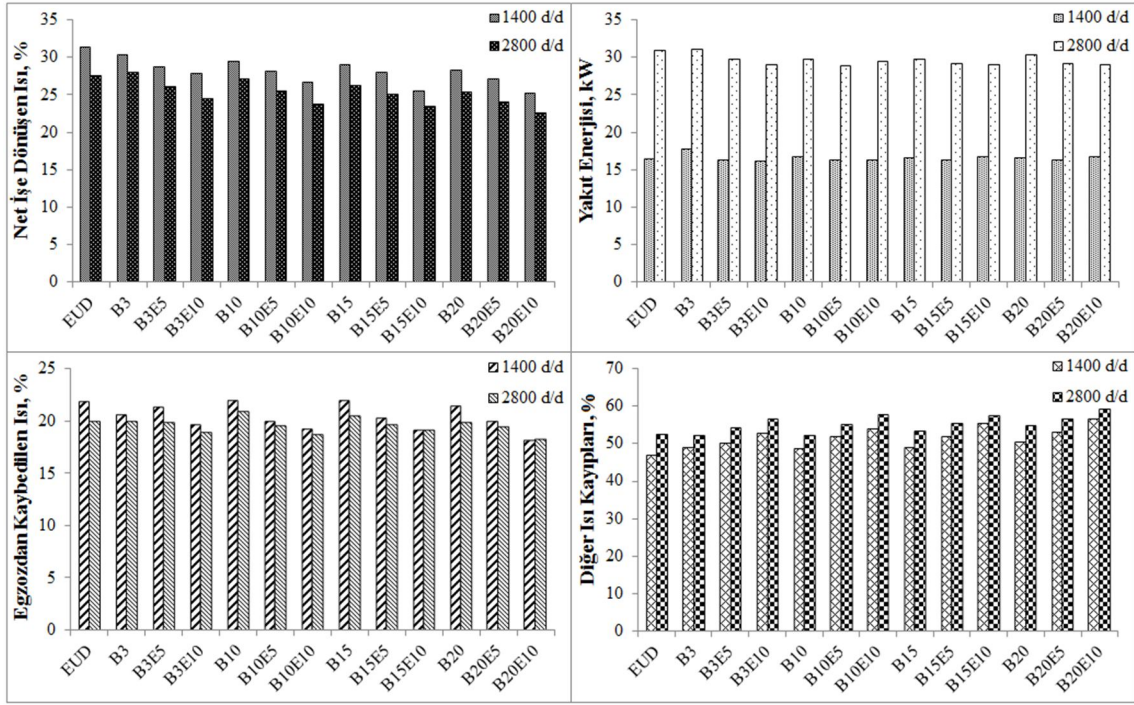 Net İşe Dönüşen Isı, %
35
30
25
20
15
10
5
0
1400 d/d
2800 d/d
EUD B3 B3E5 B3E10 B10 B10E5 B10E10 B15 B15E5 B15E10 B20 B20E5 B20E10
Yakıt Enerjisi, kW
35
30
25
20
15
10
5
0
1400 d/d
2800 d/d
EUD B3 B3E5 B3E10 B10 B10E5 B10E10 B15 B15E5 B15E10 B20 B20E5 B20E10
Egzozdan Kaybedilen Isı, %
25
20
15
10
5
0
1400 d/d
2800 d/d
EUD B3 B3E5 B3E10 B10 B10E5 B10E10 B15 B15E5 B15E10 B20 B20E5 B20E10
Diğer Isı Kayıpları, %
70
60
50
40
30
20
10
0
1400 d/d
2800 d/d
EUD B3 B3E5 B3E10 B10 B10E5 B10E10 B15 B15E5 B15E10 B20 B20E5 B20E10